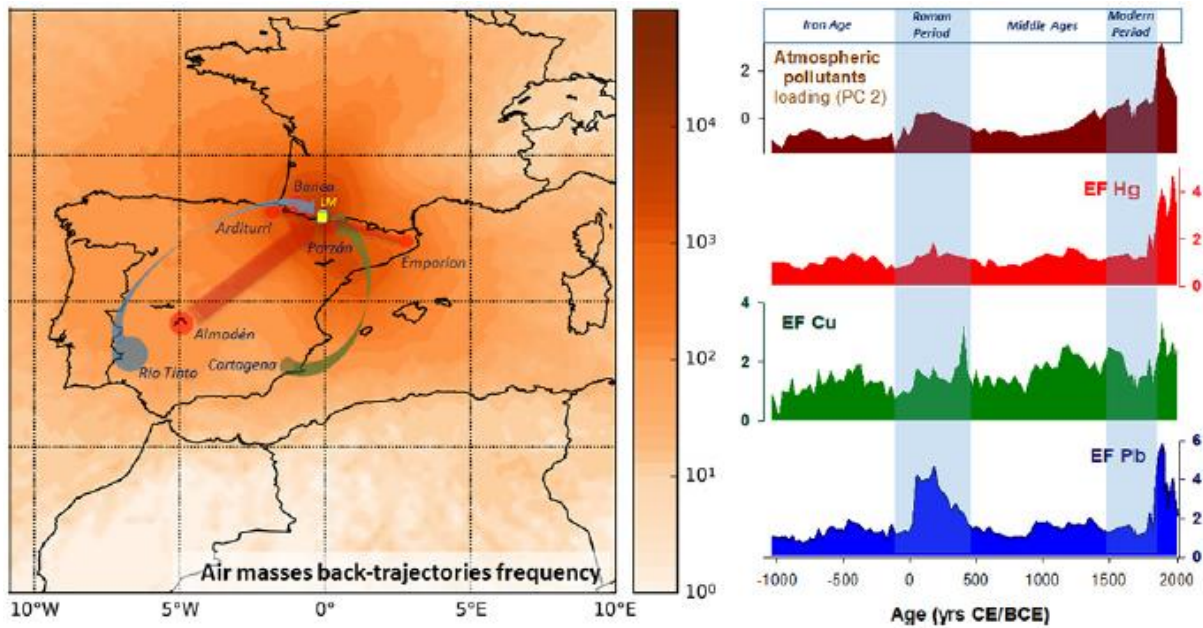 Banca
LM
Arditurri
Parzán
Emporion
Almadén
Río Tinto
Cartagena
Air masses back-trajectories frequency
10°W
5°W
0°
5°E
10°E
10⁴
10³
10²
10¹
10⁰
Iron Age
Roman Period
Middle Ages
Modern Period
Atmospheric
pollutants
loading (PC 2)
2
0
EF Hg
4
2
0
4
EF Cu
2
0
EF Pb
6
4
2
0
-1000
-500
0
500
1000
1500
2000
Age (yrs CE/BCE)